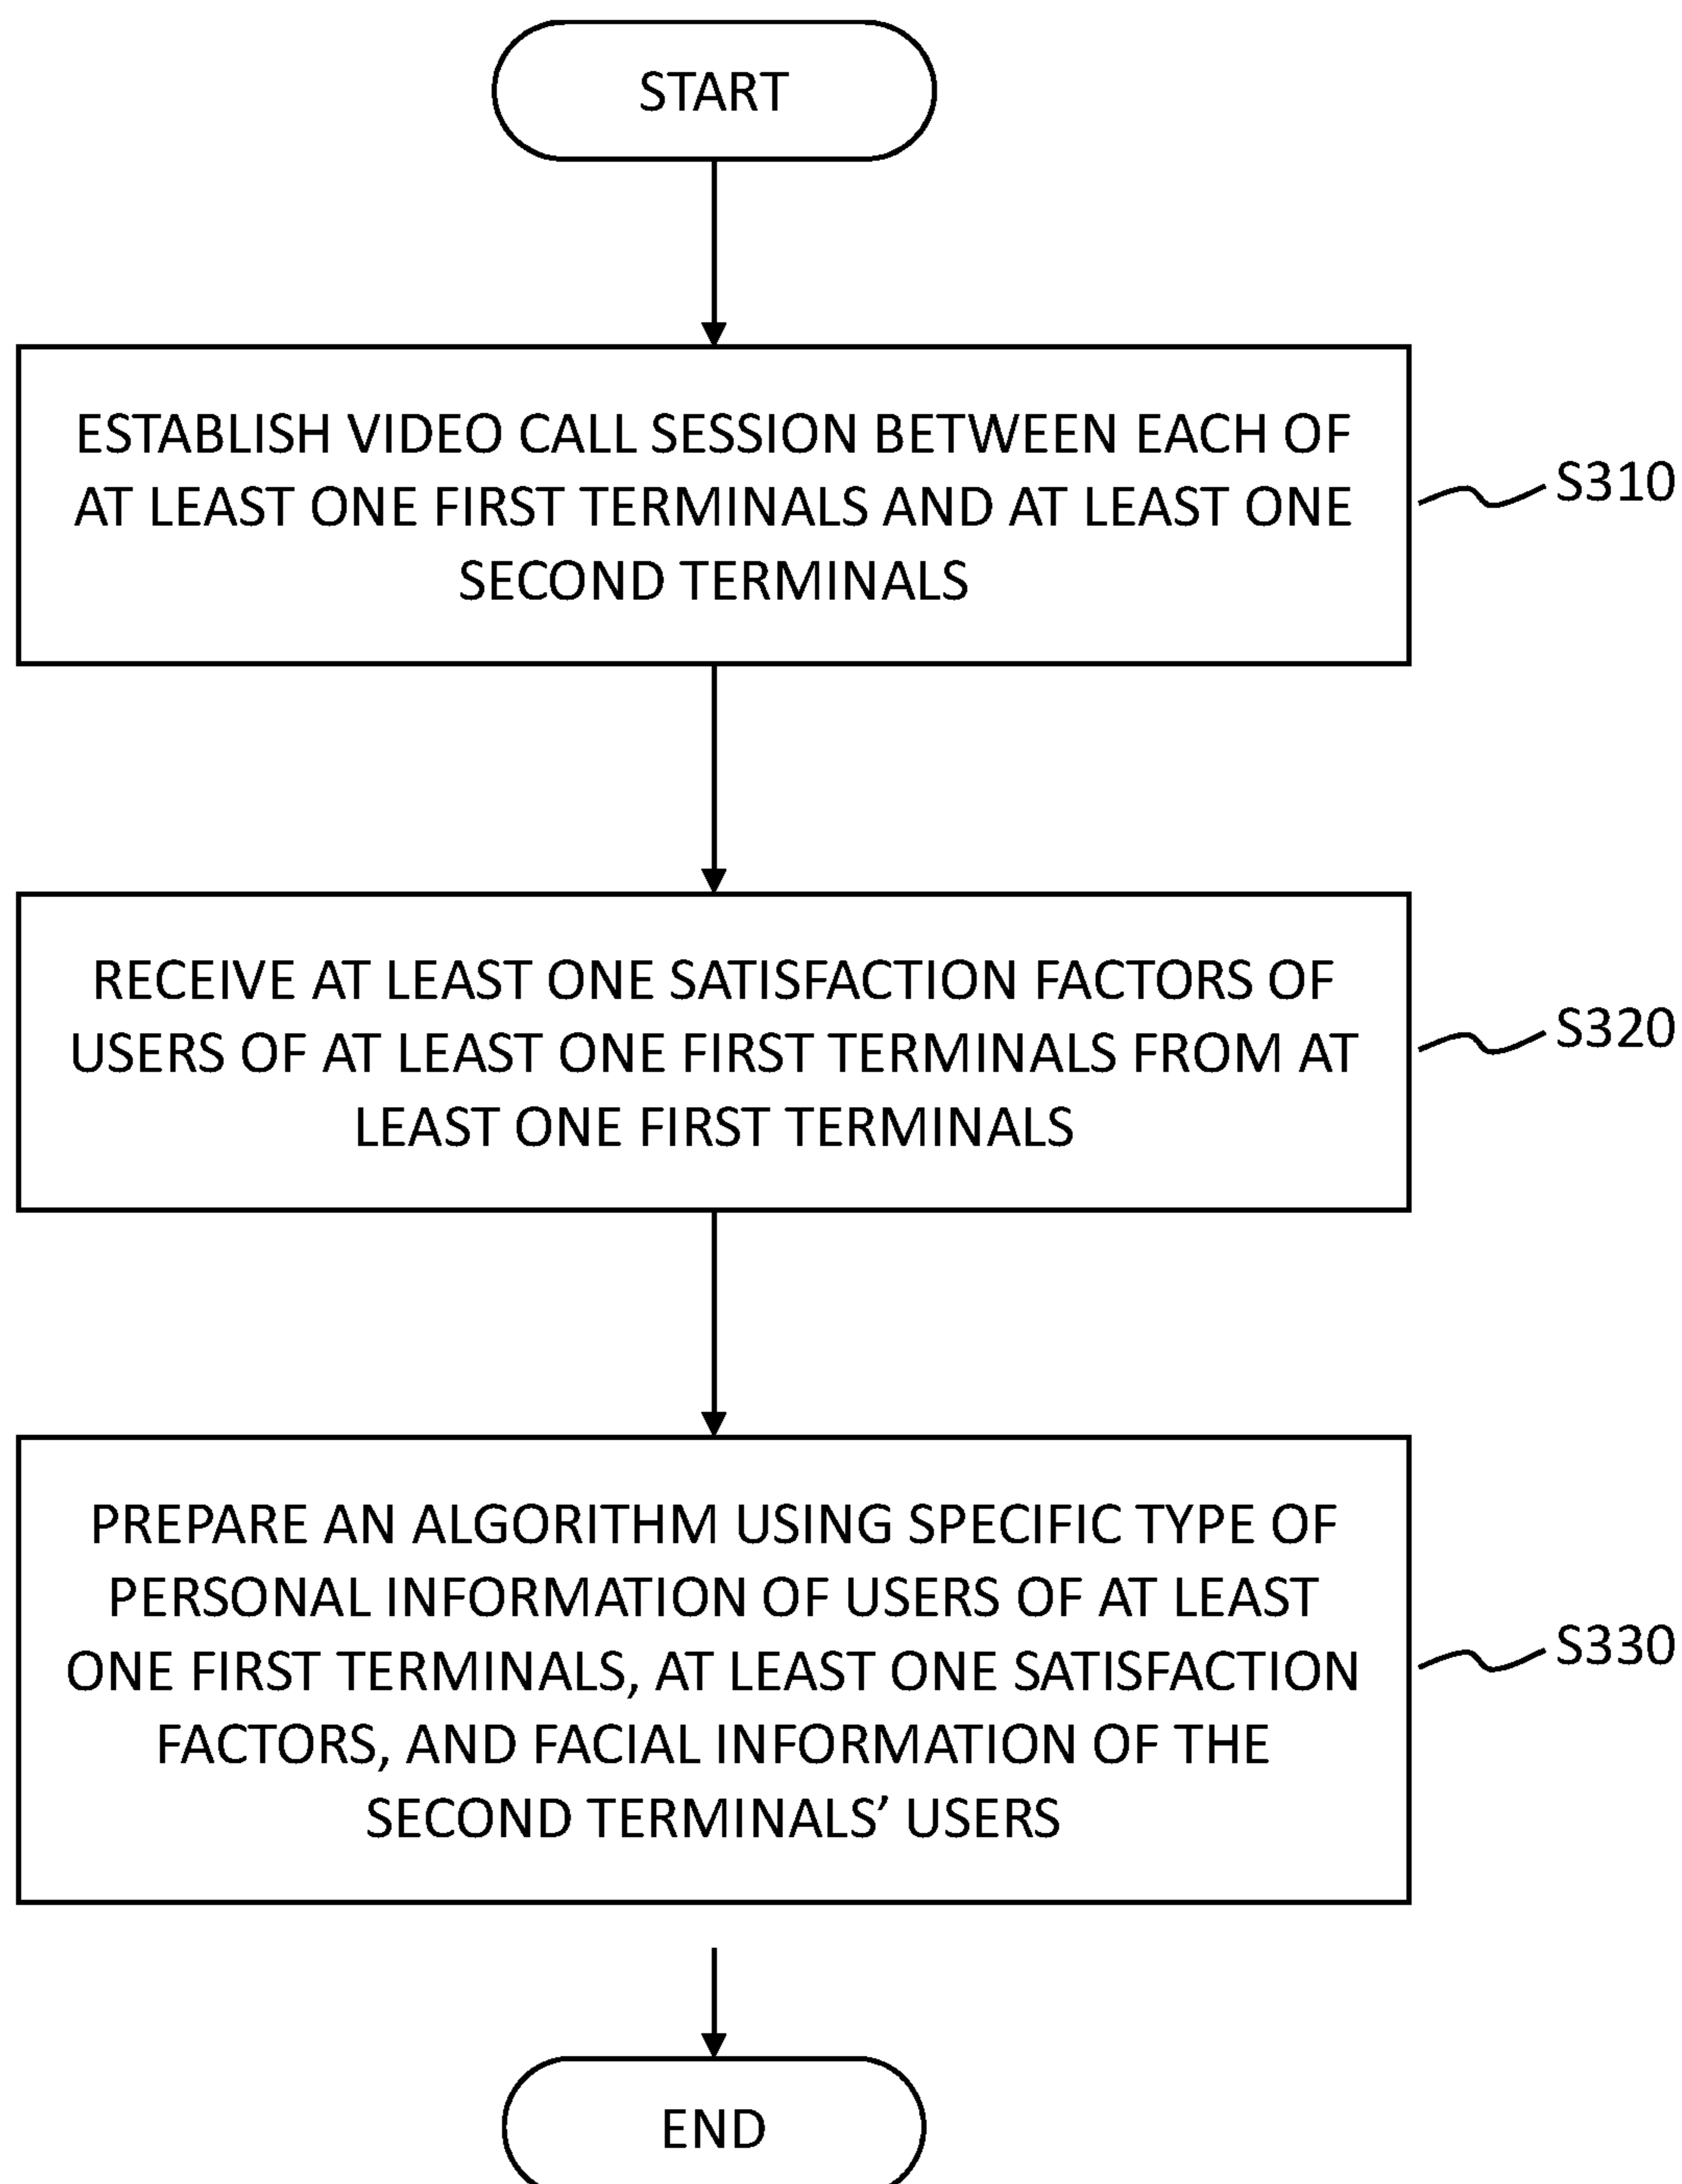 START
ESTABLISH VIDEO CALL SESSION BETWEEN EACH OF
AT LEAST ONE FIRST TERMINALS AND AT LEAST ONE
SECOND TERMINALS
S310
RECEIVE AT LEAST ONE SATISFACTION FACTORS OF
USERS OF AT LEAST ONE FIRST TERMINALS FROM AT
LEAST ONE FIRST TERMINALS
S320
PREPARE AN ALGORITHM USING SPECIFIC TYPE OF
PERSONAL INFORMATION OF USERS OF AT LEAST
ONE FIRST TERMINALS, AT LEAST ONE SATISFACTION
FACTORS, AND FACIAL INFORMATION OF THE
SECOND TERMINALS’ USERS
S330
END